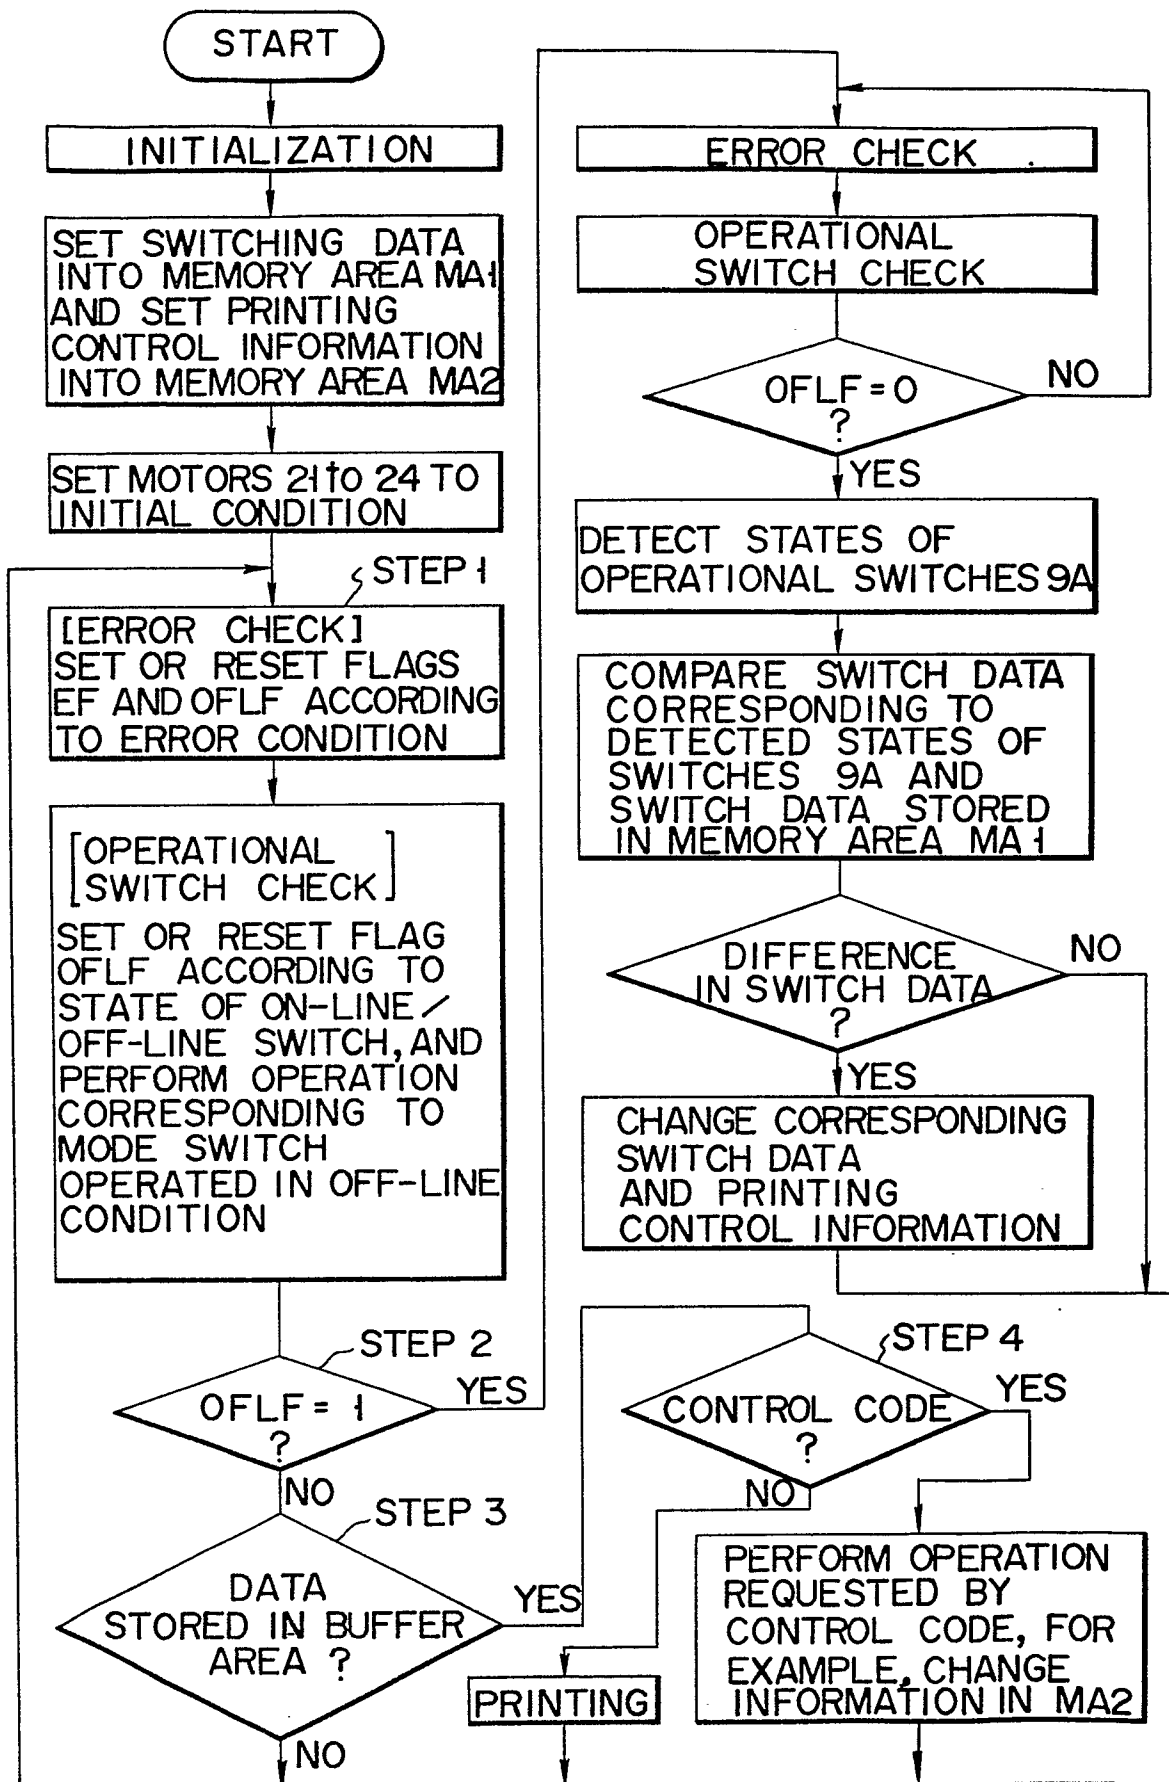 START
INITIALIZATION
SET SWITCHING DATA
INTO MEMORY AREA MA1
AND SET PRINTING
CONTROL INFORMATION
INTO MEMORY AREA MA2
SET MOTORS 21 to 24 TO
INITIAL CONDITION
STEP 1
[ERROR CHECK]
SET OR RESET FLAGS
EF AND OFLF ACCORDING
TO ERROR CONDITION
[OPERATIONAL
SWITCH CHECK]
SET OR RESET FLAG
OFLF ACCORDING TO
STATE OF ON-LINE/
OFF-LINE SWITCH, AND
PERFORM OPERATION
CORRESPONDING TO
MODE SWITCH
OPERATED IN OFF-LINE
CONDITION
STEP 2
OFLF = 1
?
YES
NO
STEP 3
DATA
STORED IN BUFFER
AREA ?
YES
NO
ERROR CHECK
OPERATIONAL
SWITCH CHECK
OFLF = 0
?
NO
YES
DETECT STATES OF
OPERATIONAL SWITCHES 9A
COMPARE SWITCH DATA
CORRESPONDING TO
DETECTED STATES OF
SWITCHES 9A AND
SWITCH DATA STORED
IN MEMORY AREA MA1
DIFFERENCE
IN SWITCH DATA
?
NO
YES
CHANGE CORRESPONDING
SWITCH DATA
AND PRINTING
CONTROL INFORMATION
STEP 4
CONTROL CODE
?
YES
NO
PRINTING
PERFORM OPERATION
REQUESTED BY
CONTROL CODE, FOR
EXAMPLE, CHANGE
INFORMATION IN MA2